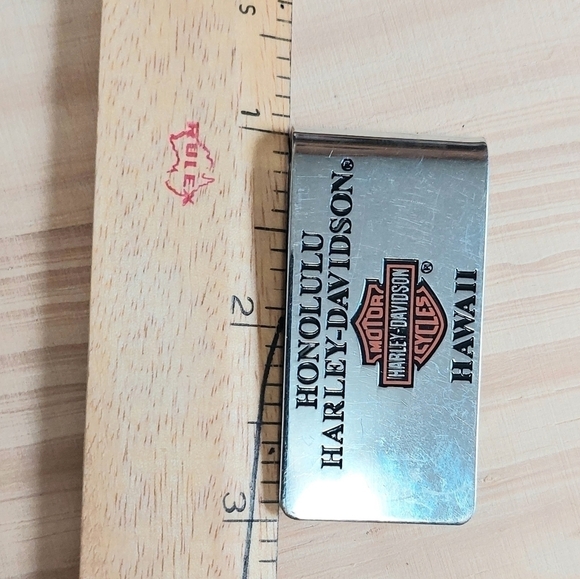 1
2
3
RULEX
HONOLULU
HARLEY-DAVIDSON®
MOTOR
HARLEY-DAVIDSON
CYCLES
®
HAWAII